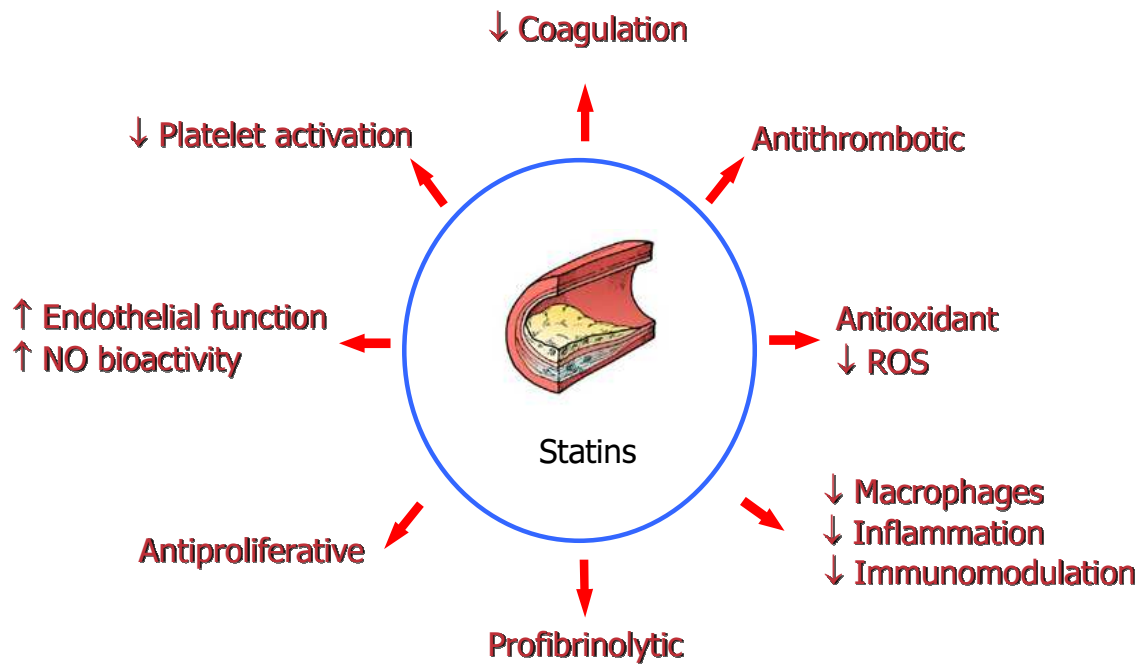 ↓ Coagulation
↓ Platelet activation
Antithrombotic
↑ Endothelial function
↑ NO bioactivity
Antioxidant
↓ ROS
Statins
↓ Macrophages
↓ Inflammation
↓ Immunomodulation
Antiproliferative
Profibrinolytic